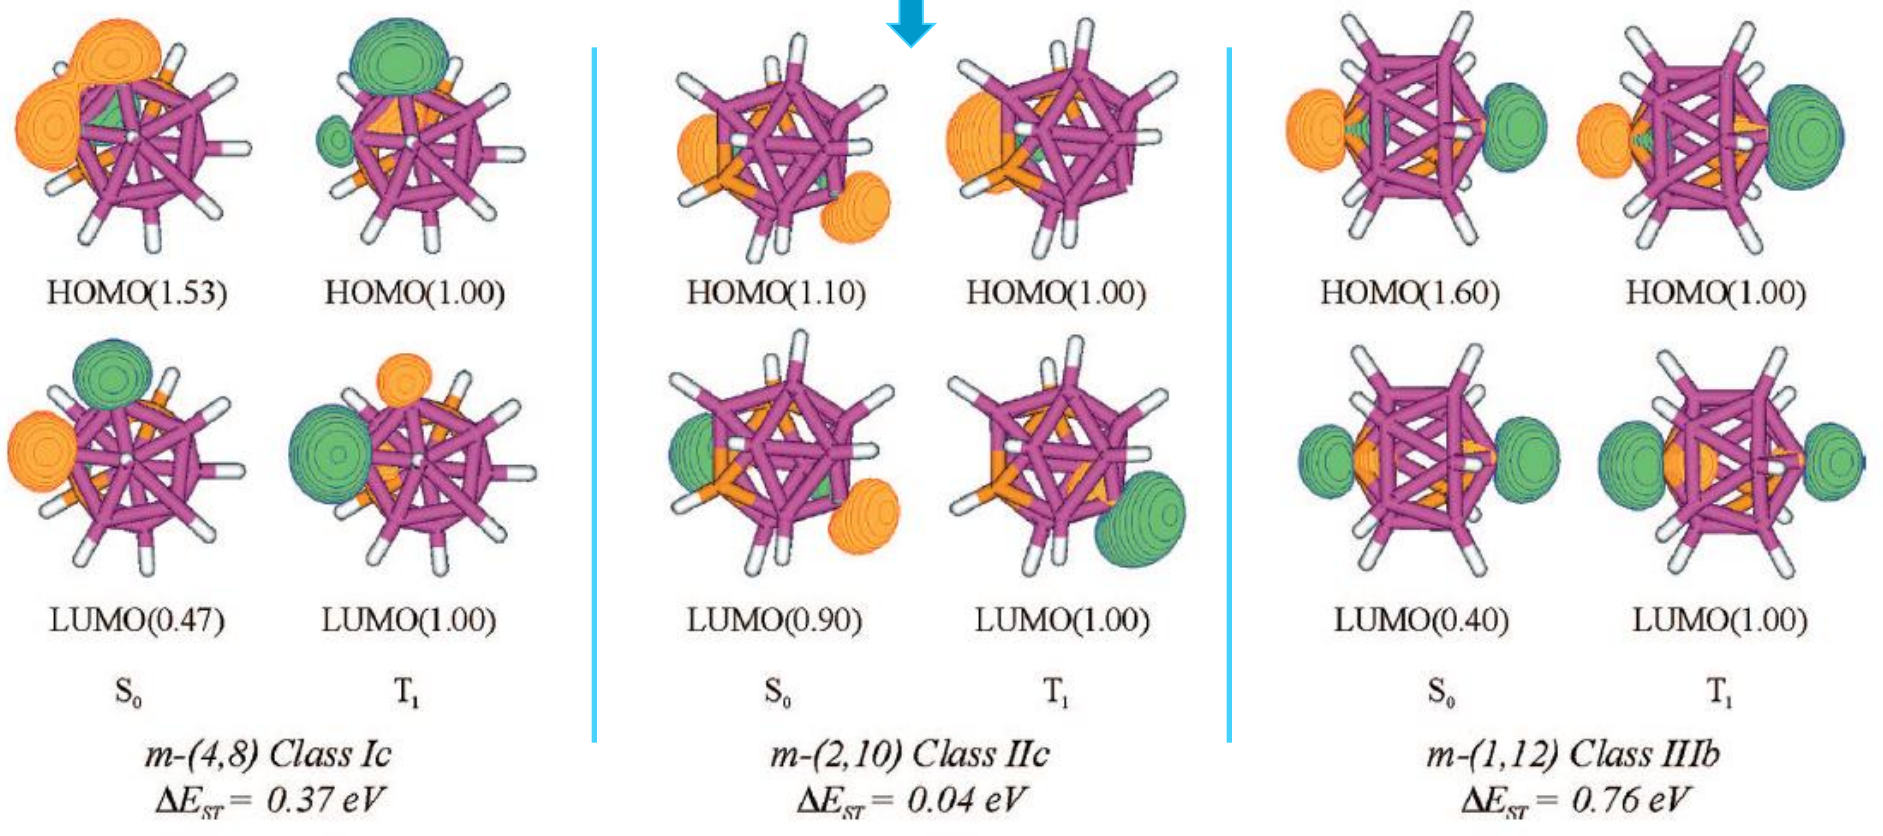 HOMO(1.53) HOMO(1.00) HOMO(1.10) HOMO(1.00) HOMO(1.60) HOMO(1.00)
LUMO(0.47) LUMO(1.00) LUMO(0.90) LUMO(1.00) LUMO(0.40) LUMO(1.00)
S₀ T₁ S₀ T₁ S₀ T₁
m-(4,8) Class Ic m-(2,10) Class IIc m-(1,12) Class IIIb
ΔE_ST = 0.37 eV ΔE_ST = 0.04 eV ΔE_ST = 0.76 eV